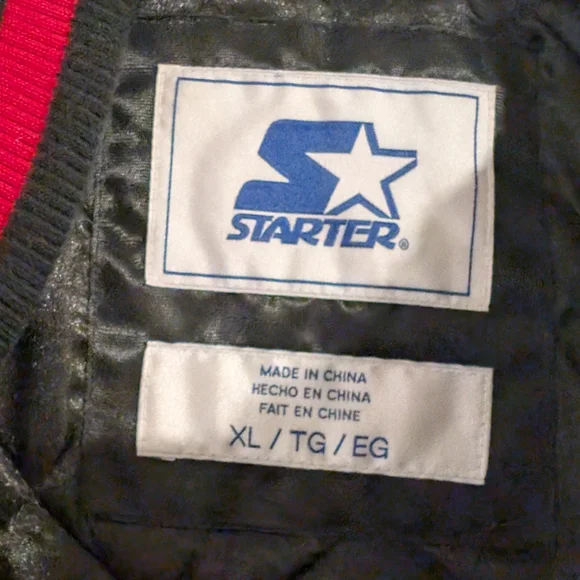 STARTER®
MADE IN CHINA
HECHO EN CHINA
FAIT EN CHINE
XL / TG / EG